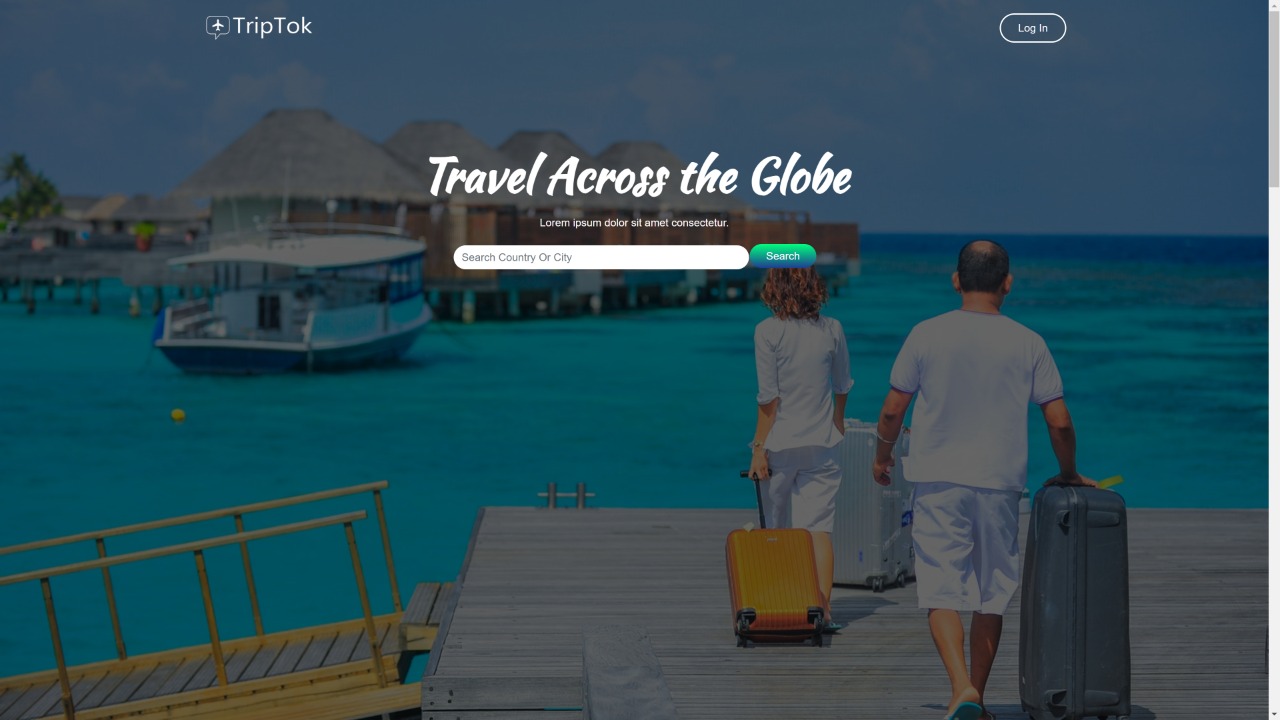 TripTok
Log In
Travel Across the Globe
Lorem ipsum dolor sit amet consectetur.
Search Country Or City
Search